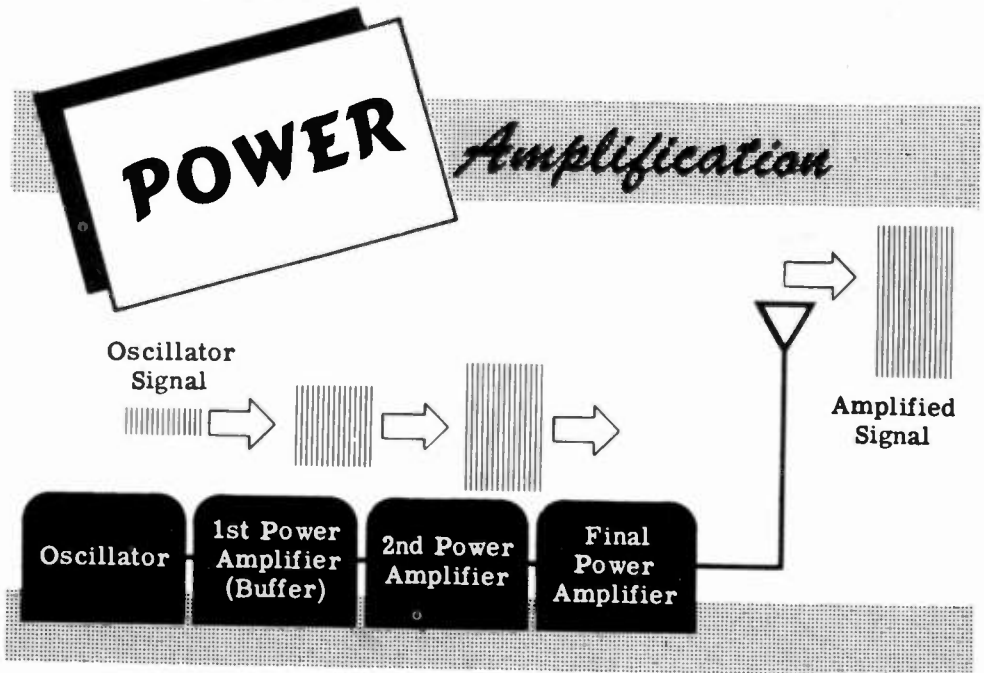 POWER
Amplification
Oscillator
Signal
Amplified
Signal
Oscillator
1st Power
Amplifier
(Buffer)
2nd Power
Amplifier
Final
Power
Amplifier